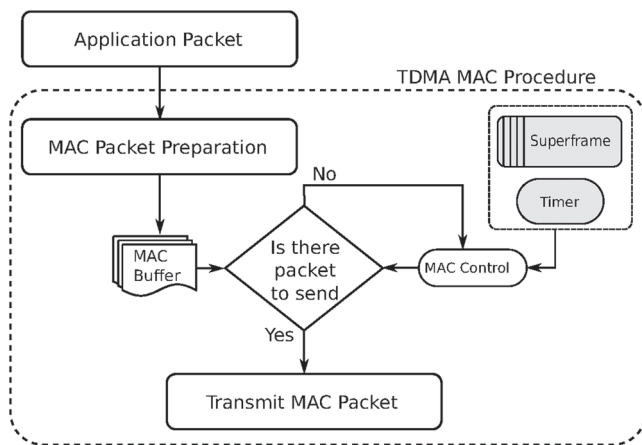 Application Packet
TDMA MAC Procedure
MAC Packet Preparation
Superframe
Timer
No
MAC
Buffer
Is there
packet
to send
MAC Control
Yes
Transmit MAC Packet